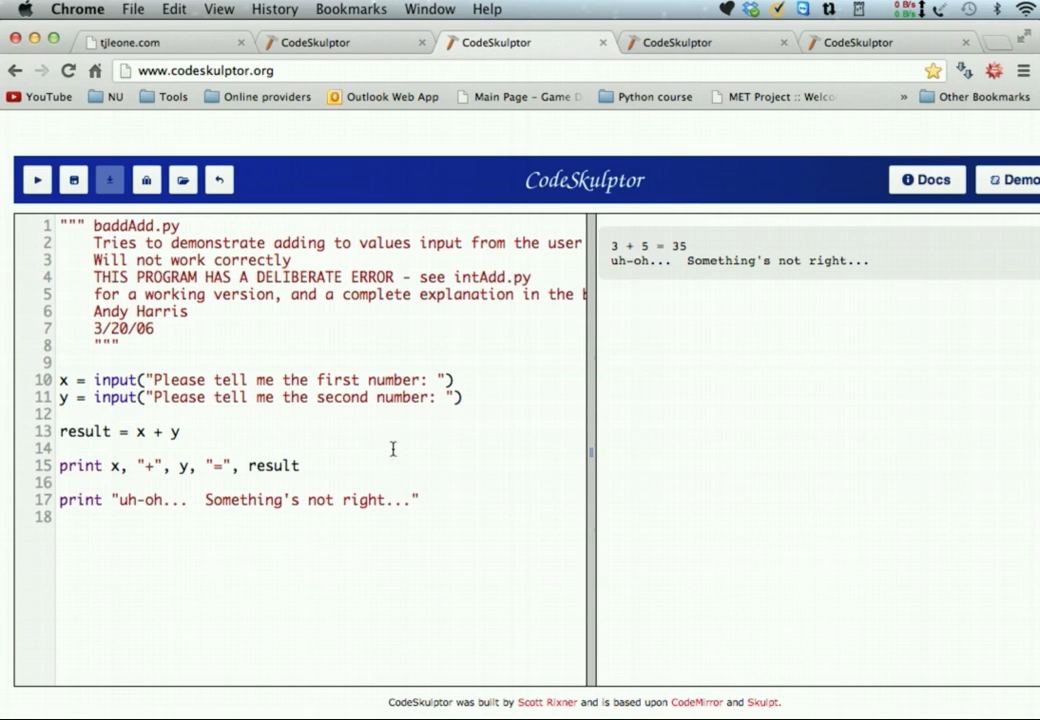 Chrome File Edit View History Bookmarks Window Help
0 B/s
0 B/s
tjleone.com
CodeSkulptor
CodeSkulptor
CodeSkulptor
CodeSkulptor
www.codeskulptor.org
YouTube NU Tools Online providers Outlook Web App Main Page - Game D Python course MET Project :: Welco » Other Bookmarks
CodeSkulptor
Docs
Demo
1 """ baddAdd.py
2 Tries to demonstrate adding to values input from the user
3 Will not work correctly
4 THIS PROGRAM HAS A DELIBERATE ERROR - see intAdd.py
5 for a working version, and a complete explanation in the b
6 Andy Harris
7 3/20/06
8 """
9
10 x = input("Please tell me the first number: ")
11 y = input("Please tell me the second number: ")
12
13 result = x + y
14
15 print x, "+", y, "=", result
16
17 print "uh-oh... Something's not right..."
18
3 + 5 = 35
uh-oh... Something's not right...
CodeSkulptor was built by Scott Rixner and is based upon CodeMirror and Skulpt.